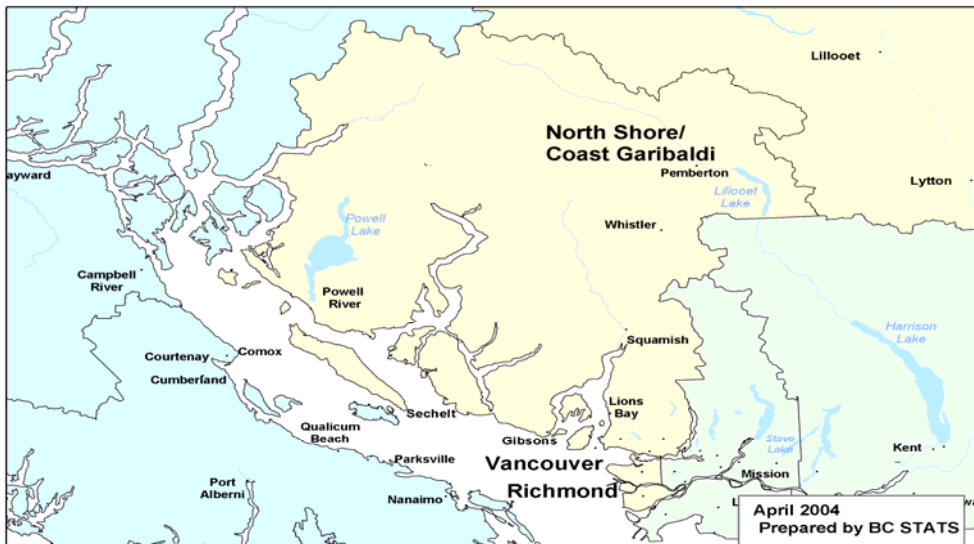 Lillooet
North Shore/
Coast Garibaldi
Pemberton
Lytton
ayward
Lillooet
Lake
Powell
Lake
Whistler
Campbell
River
Powell
River
Harrison
Lake
Squamish
Courtenay
Comox
Cumberland
Lions
Bay
Sechelt
Qualicum
Beach
Gibsons
Stave
Lake
Kent
Parksville
Vancouver
Mission
Port
Alberni
Nanaimo
Richmond
L
wa
April 2004
Prepared by BC STATS